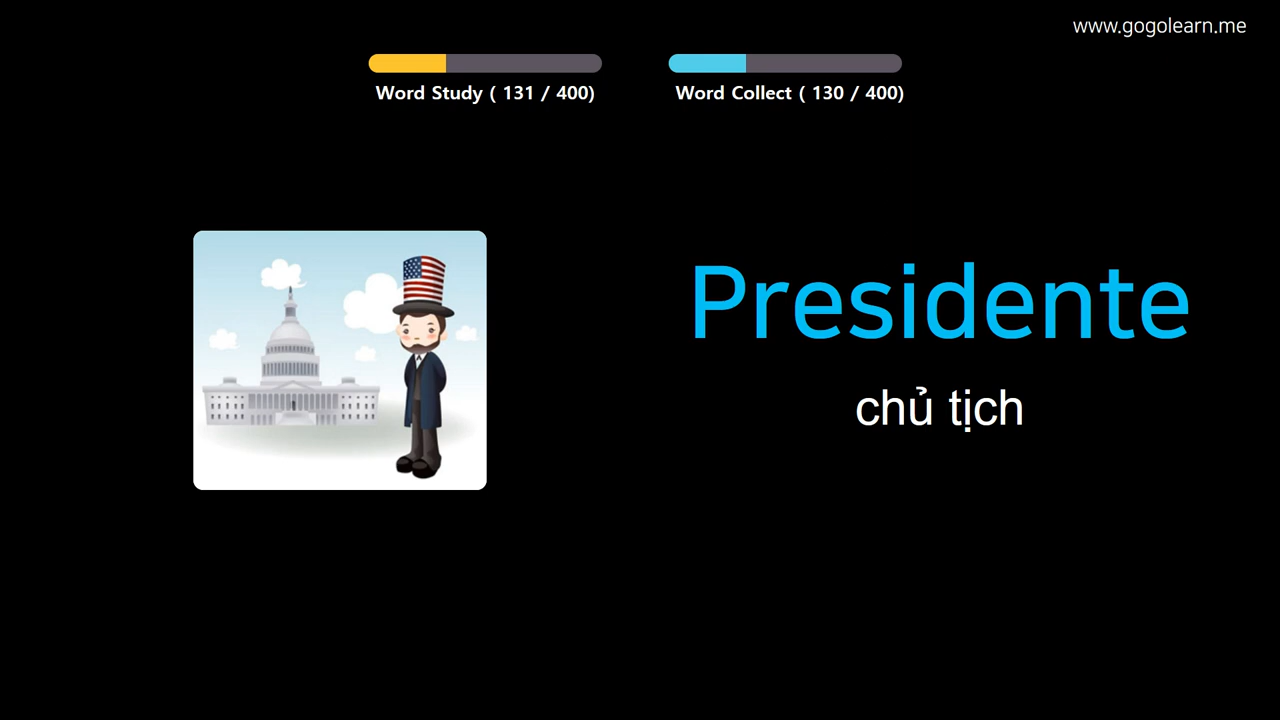 www.gogolearn.me
Word Study ( 131 / 400)
Word Collect ( 130 / 400)
Presidente
chủ tịch